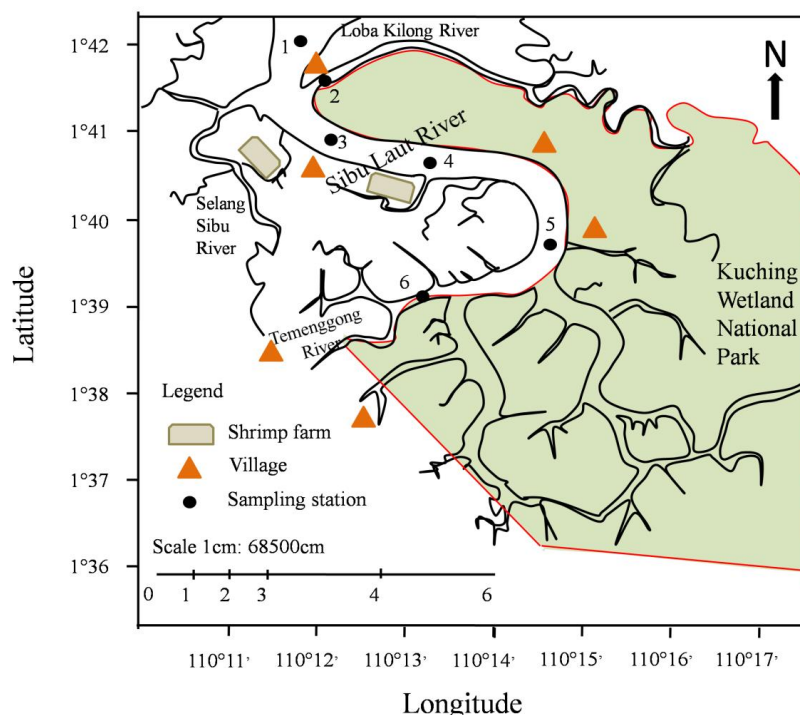 Latitude
1°42
1°41
1°40
1°39
1°38
1°37
1°36
Loba Kilong River
N
1
2
3
4
5
6
Sibu Laut River
Selang
Sibu
River
Temenggong
River
Kuching
Wetland
National
Park
Legend
Shrimp farm
Village
Sampling station
Scale 1cm: 68500cm
0 1 2 3 4 6
110°11’ 110°12’ 110°13’ 110°14’ 110°15’ 110°16’ 110°17’
Longitude